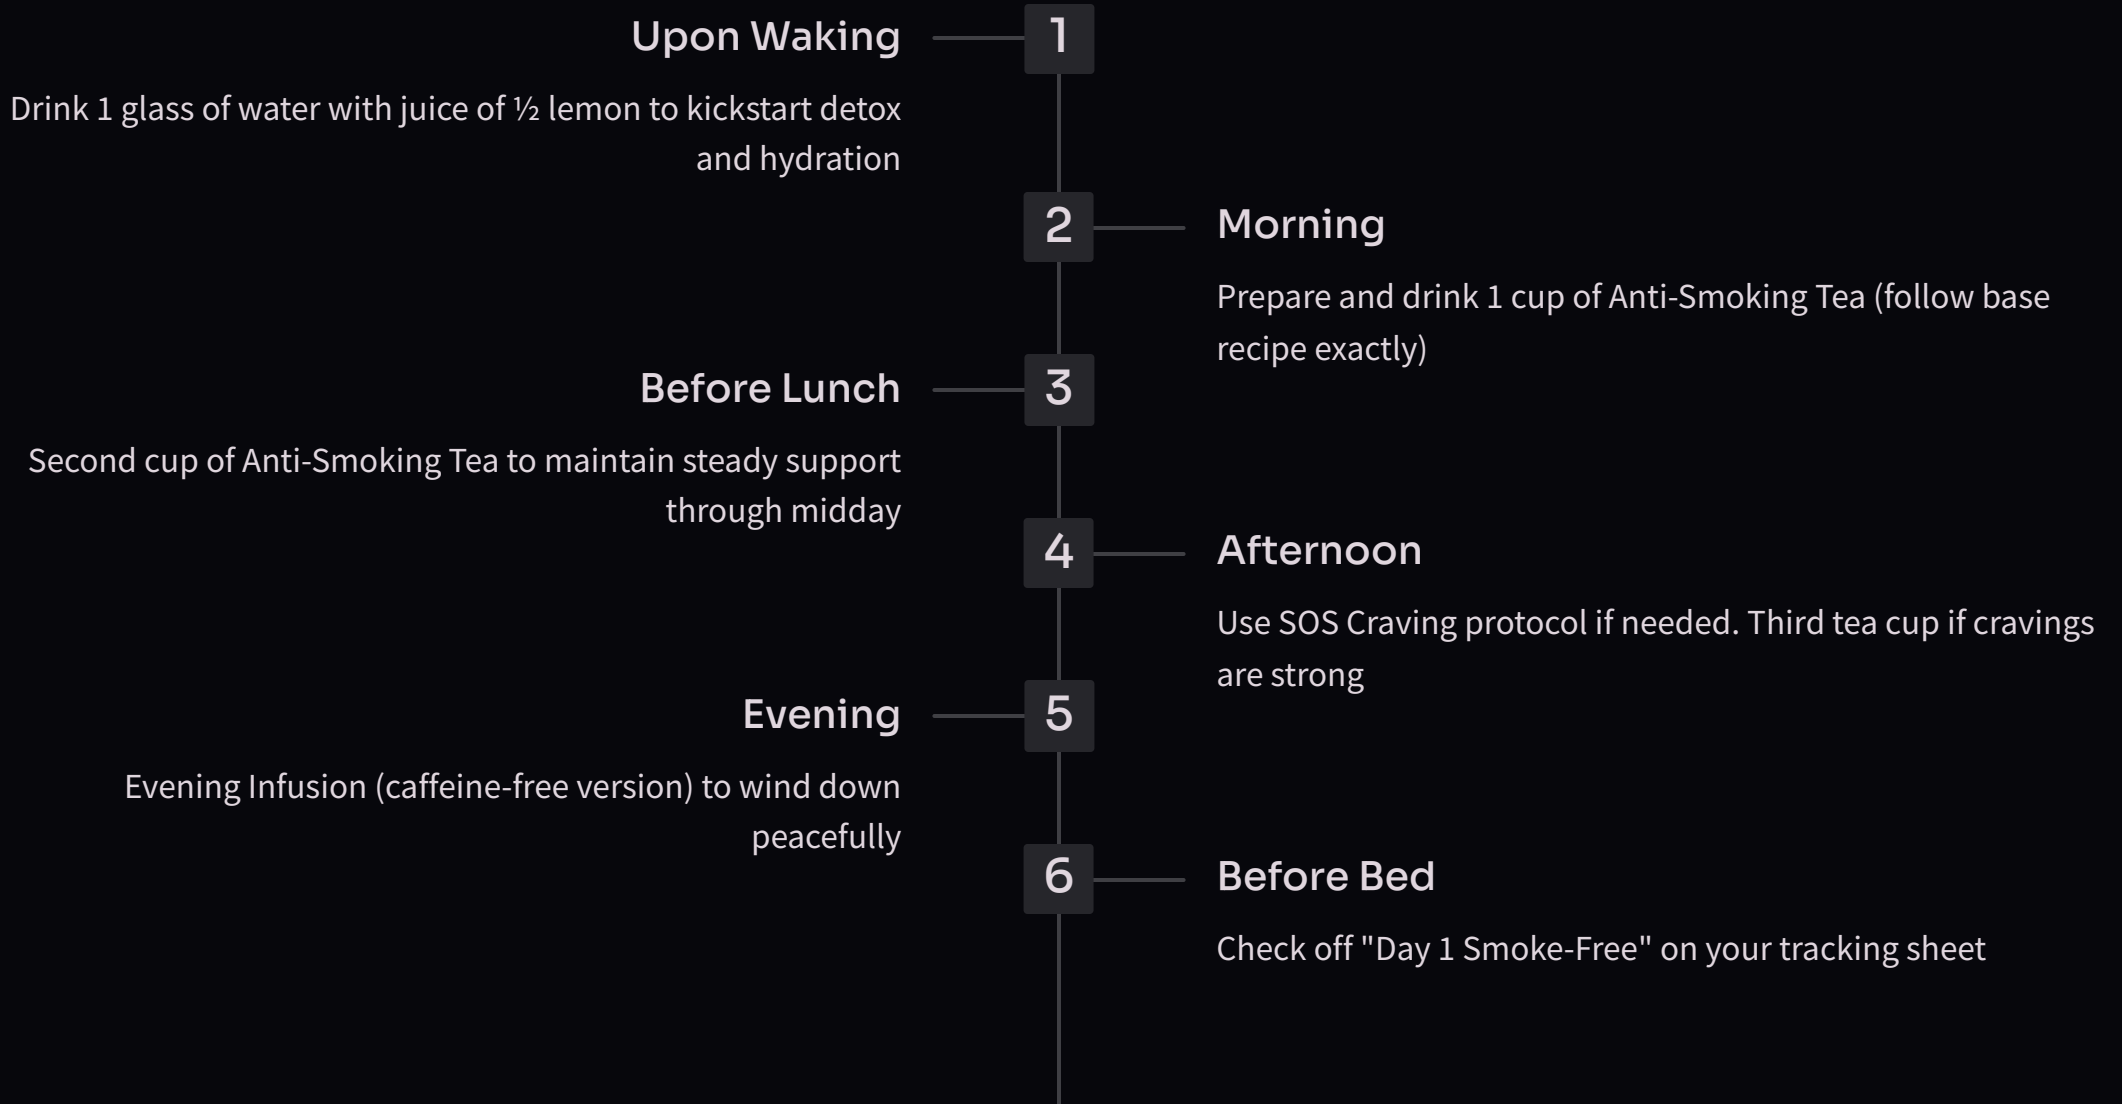 Upon Waking
1
Drink 1 glass of water with juice of ½ lemon to kickstart detox
and hydration
2
Morning
Prepare and drink 1 cup of Anti-Smoking Tea (follow base
recipe exactly)
Before Lunch
3
Second cup of Anti-Smoking Tea to maintain steady support
through midday
4
Afternoon
Use SOS Craving protocol if needed. Third tea cup if cravings
are strong
Evening
5
Evening Infusion (caffeine-free version) to wind down
peacefully
6
Before Bed
Check off "Day 1 Smoke-Free" on your tracking sheet